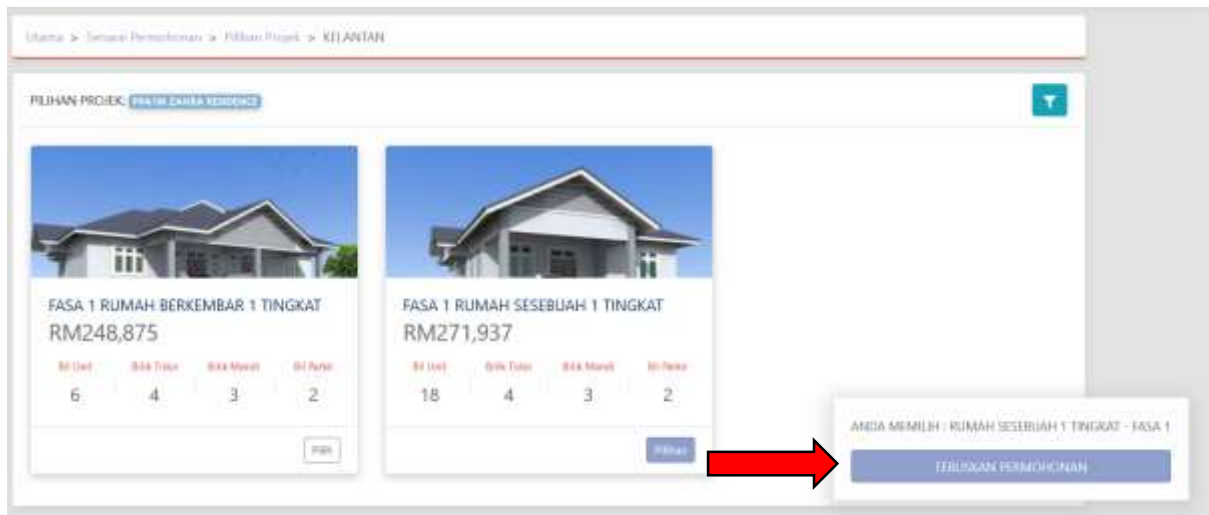 Utama > Senarai Permohonan > Pilihan Projek > KELANTAN
PILIHAN PROJEK: PPA1M ZAHRA RESIDENCE
FASA 1 RUMAH BERKEMBAR 1 TINGKAT
RM248,875
Bil Unit Bilik Tidur Bilik Mandi Bil Parkir
6 4 3 2
Pilih
FASA 1 RUMAH SESEBUAH 1 TINGKAT
RM271,937
Bil Unit Bilik Tidur Bilik Mandi Bil Parkir
18 4 3 2
Pilihan
ANDA MEMILIH : RUMAH SESEBUAH 1 TINGKAT - FASA 1
TERUSKAN PERMOHONAN